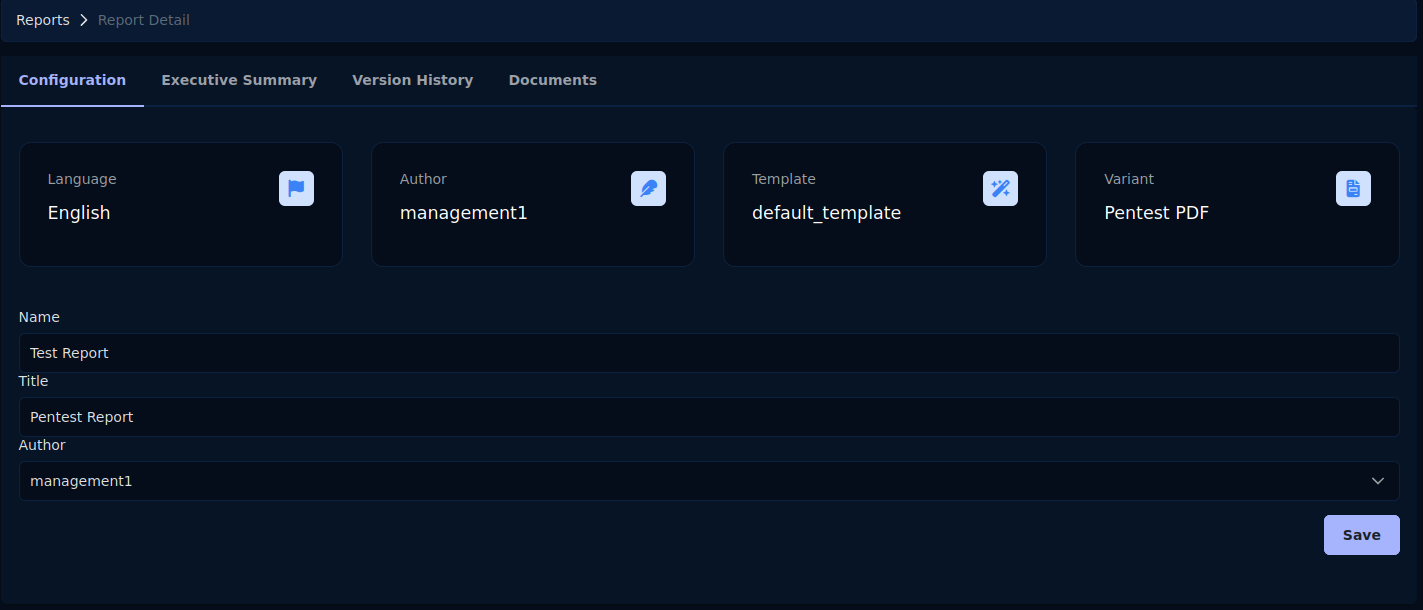 Reports > Report Detail
Configuration Executive Summary Version History Documents
Language Author Template Variant
English management1 default_template Pentest PDF
Name
Test Report
Title
Pentest Report
Author
management1
Save